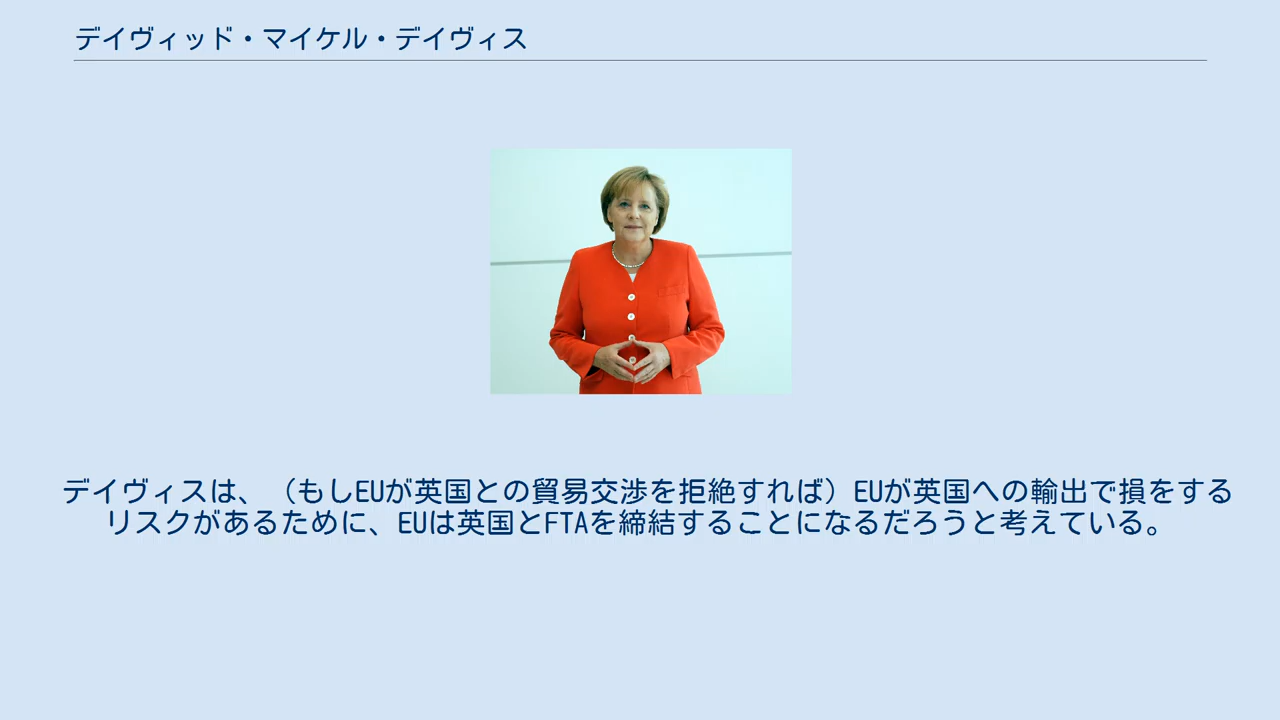 デイヴィッド・マイケル・デイヴィス
デイヴィスは、（もしEUが英国との貿易交渉を拒絶すれば）EUが英国への輸出で損をする
リスクがあるために、EUは英国とFTAを締結することになるだろうと考えている。